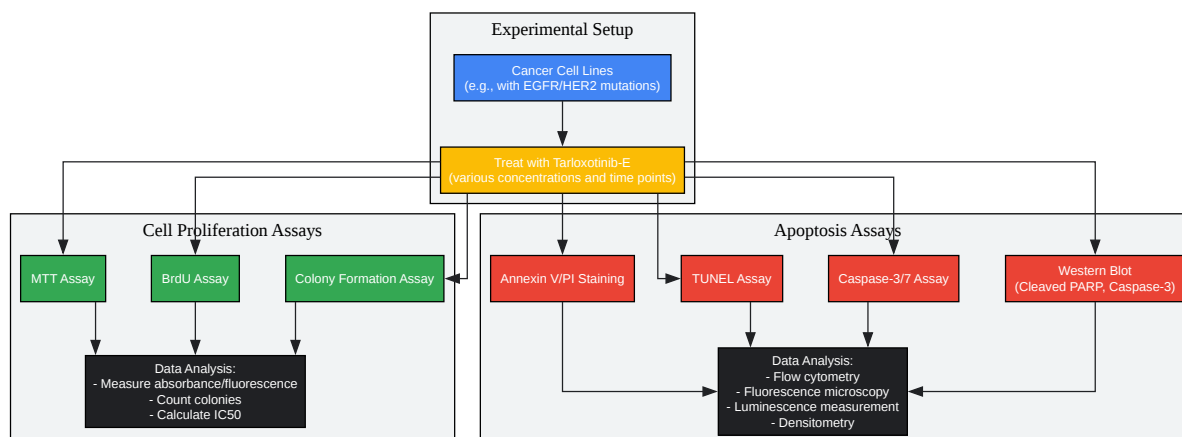 Experimental Setup
Cancer Cell Lines
(e.g., with EGFR/HER2 mutations)
Treat with Tarloxotinib-E
(various concentrations and time points)
Cell Proliferation Assays
MTT Assay
BrdU Assay
Colony Formation Assay
Data Analysis:
- Measure absorbance/fluorescence
- Count colonies
- Calculate IC50
Apoptosis Assays
Annexin V/PI Staining
TUNEL Assay
Caspase-3/7 Assay
Western Blot
(Cleaved PARP, Caspase-3)
Data Analysis:
- Flow cytometry
- Fluorescence microscopy
- Luminescence measurement
- Densitometry